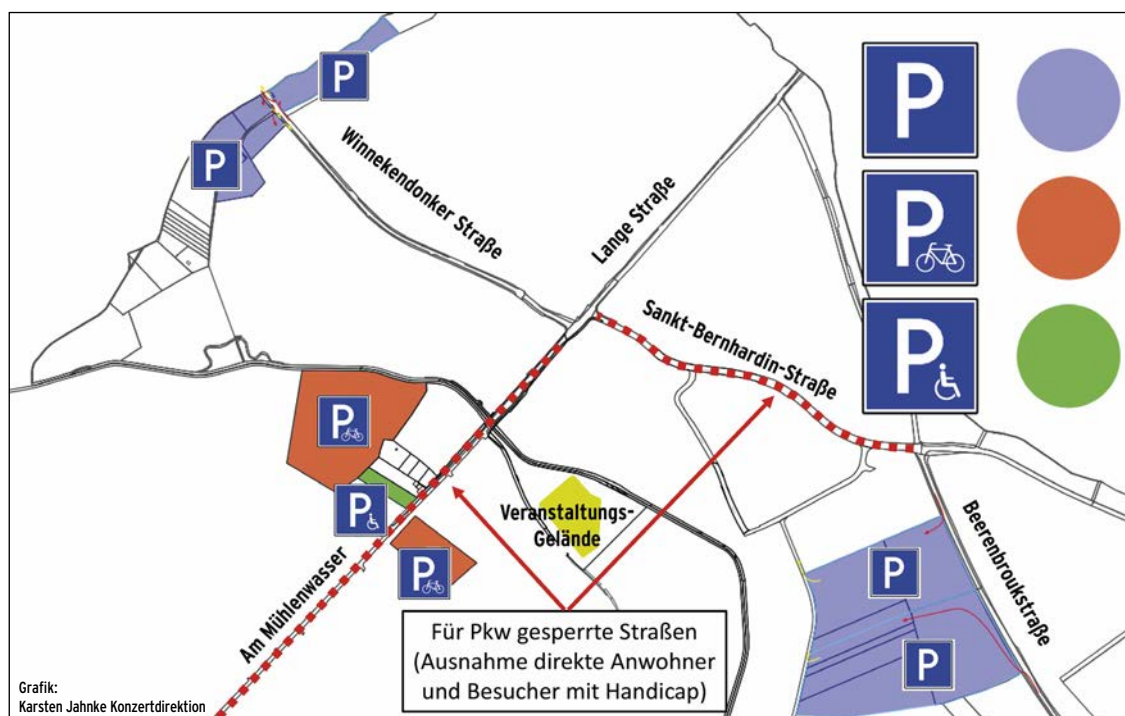 P
P
P
P
P
Winnekendonker Straße
Lange Straße
Sankt-Bernhardin-Straße
P
P
P
Veranstaltungs-
Gelände
Am Mühlenwasser
Beerenbroukstraße
P
P
Für Pkw gesperrte Straßen
(Ausnahme direkte Anwohner
und Besucher mit Handicap)
Grafik:
Karsten Jahnke Konzertdirektion